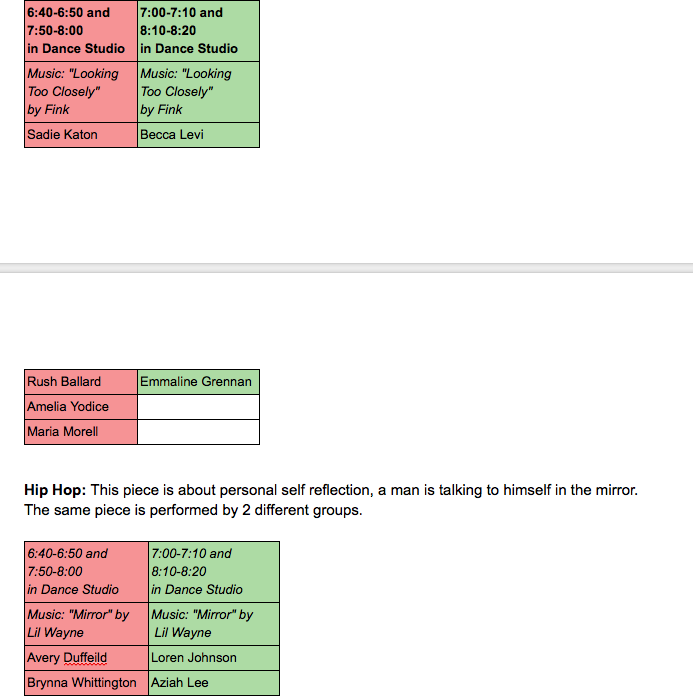 6:40-6:50 and
7:50-8:00
in Dance Studio
7:00-7:10 and
8:10-8:20
in Dance Studio
Music: "Looking
Too Closely"
by Fink
Music: "Looking
Too Closely"
by Fink
Sadie Katon
Becca Levi
Rush Ballard
Emmaline Grennan
Amelia Yodice
Maria Morell
Hip Hop: This piece is about personal self reflection, a man is talking to himself in the mirror.
The same piece is performed by 2 different groups.
6:40-6:50 and
7:50-8:00
in Dance Studio
7:00-7:10 and
8:10-8:20
in Dance Studio
Music: "Mirror" by
Lil Wayne
Music: "Mirror" by
Lil Wayne
Avery Duffeild
Loren Johnson
Brynna Whittington
Aziah Lee